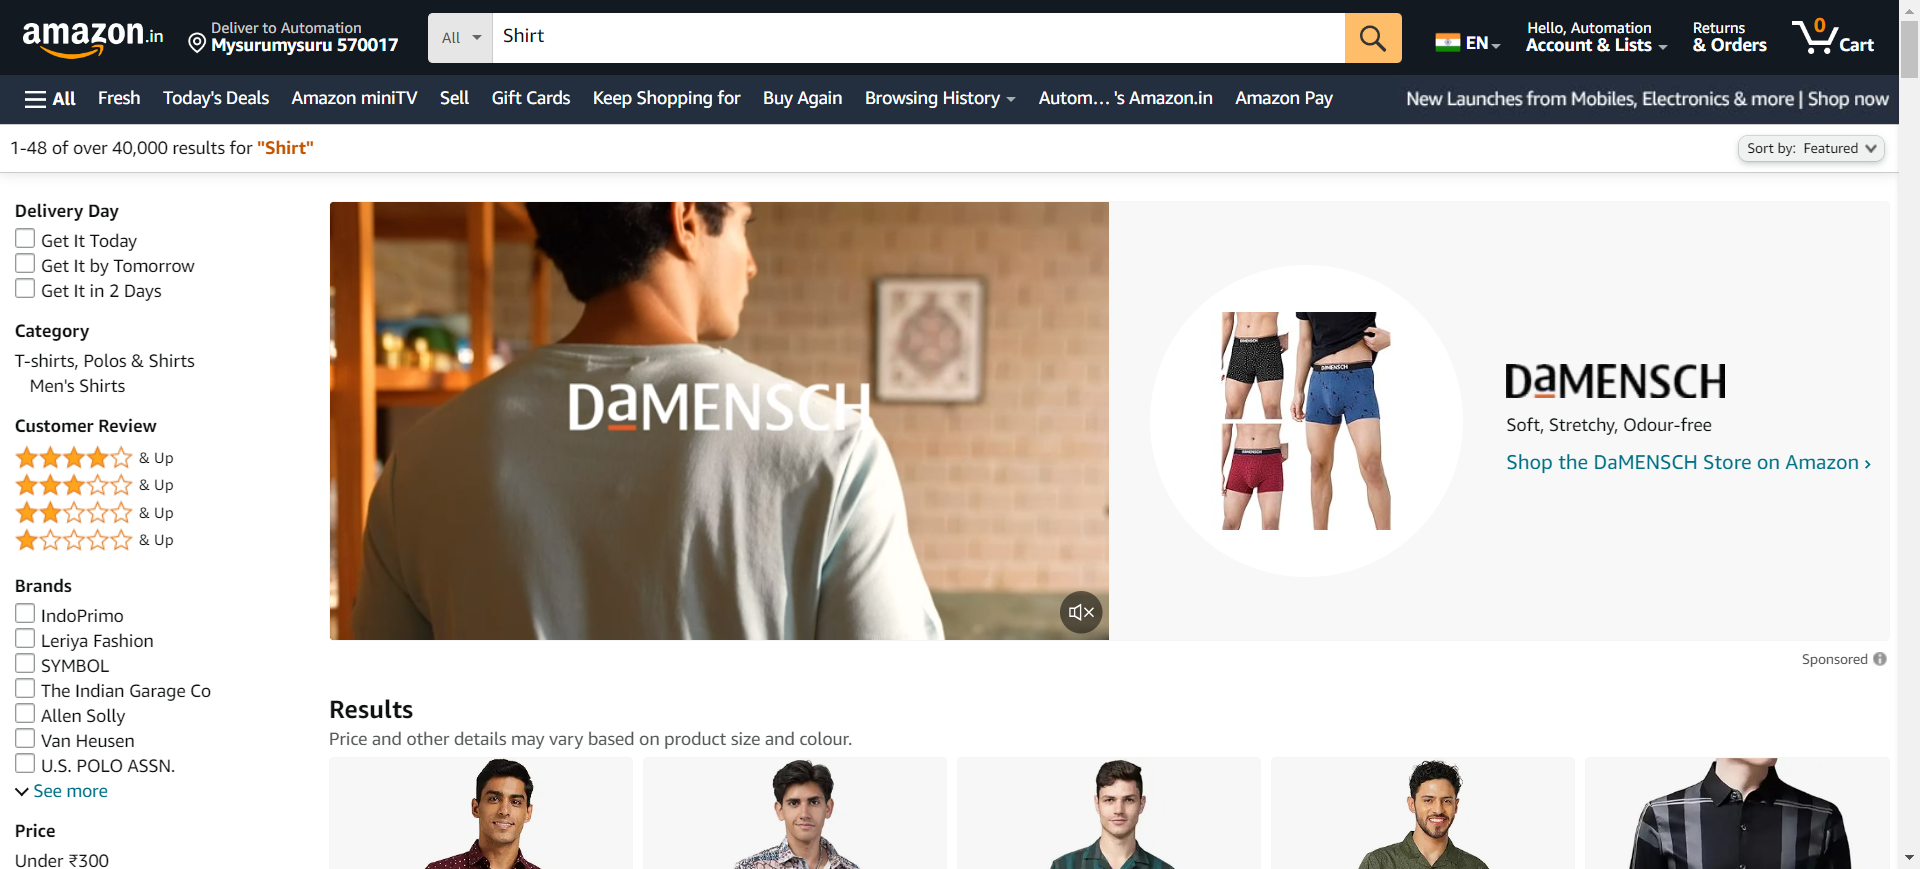 amazon.in
Deliver to Automation
Mysurumysuru 570017
All
Shirt
EN
Hello, Automation
Account & Lists
Returns
& Orders
0
Cart
All
Fresh
Today's Deals
Amazon miniTV
Sell
Gift Cards
Keep Shopping for
Buy Again
Browsing History
Autom... 's Amazon.in
Amazon Pay
New Launches from Mobiles, Electronics & more | Shop now
1-48 of over 40,000 results for "Shirt"
Sort by: Featured
Delivery Day
Get It Today
Get It by Tomorrow
Get It in 2 Days
Category
T-shirts, Polos & Shirts
Men's Shirts
Customer Review
& Up
& Up
& Up
& Up
Brands
IndoPrimo
Leriya Fashion
SYMBOL
The Indian Garage Co
Allen Solly
Van Heusen
U.S. POLO ASSN.
See more
Price
Under ₹300
DaMENSCH
DaMENSCH
DaMENSCH
DaMENSCH
DaMENSCH
Soft, Stretchy, Odour-free
Shop the DaMENSCH Store on Amazon ›
Sponsored
Results
Price and other details may vary based on product size and colour.